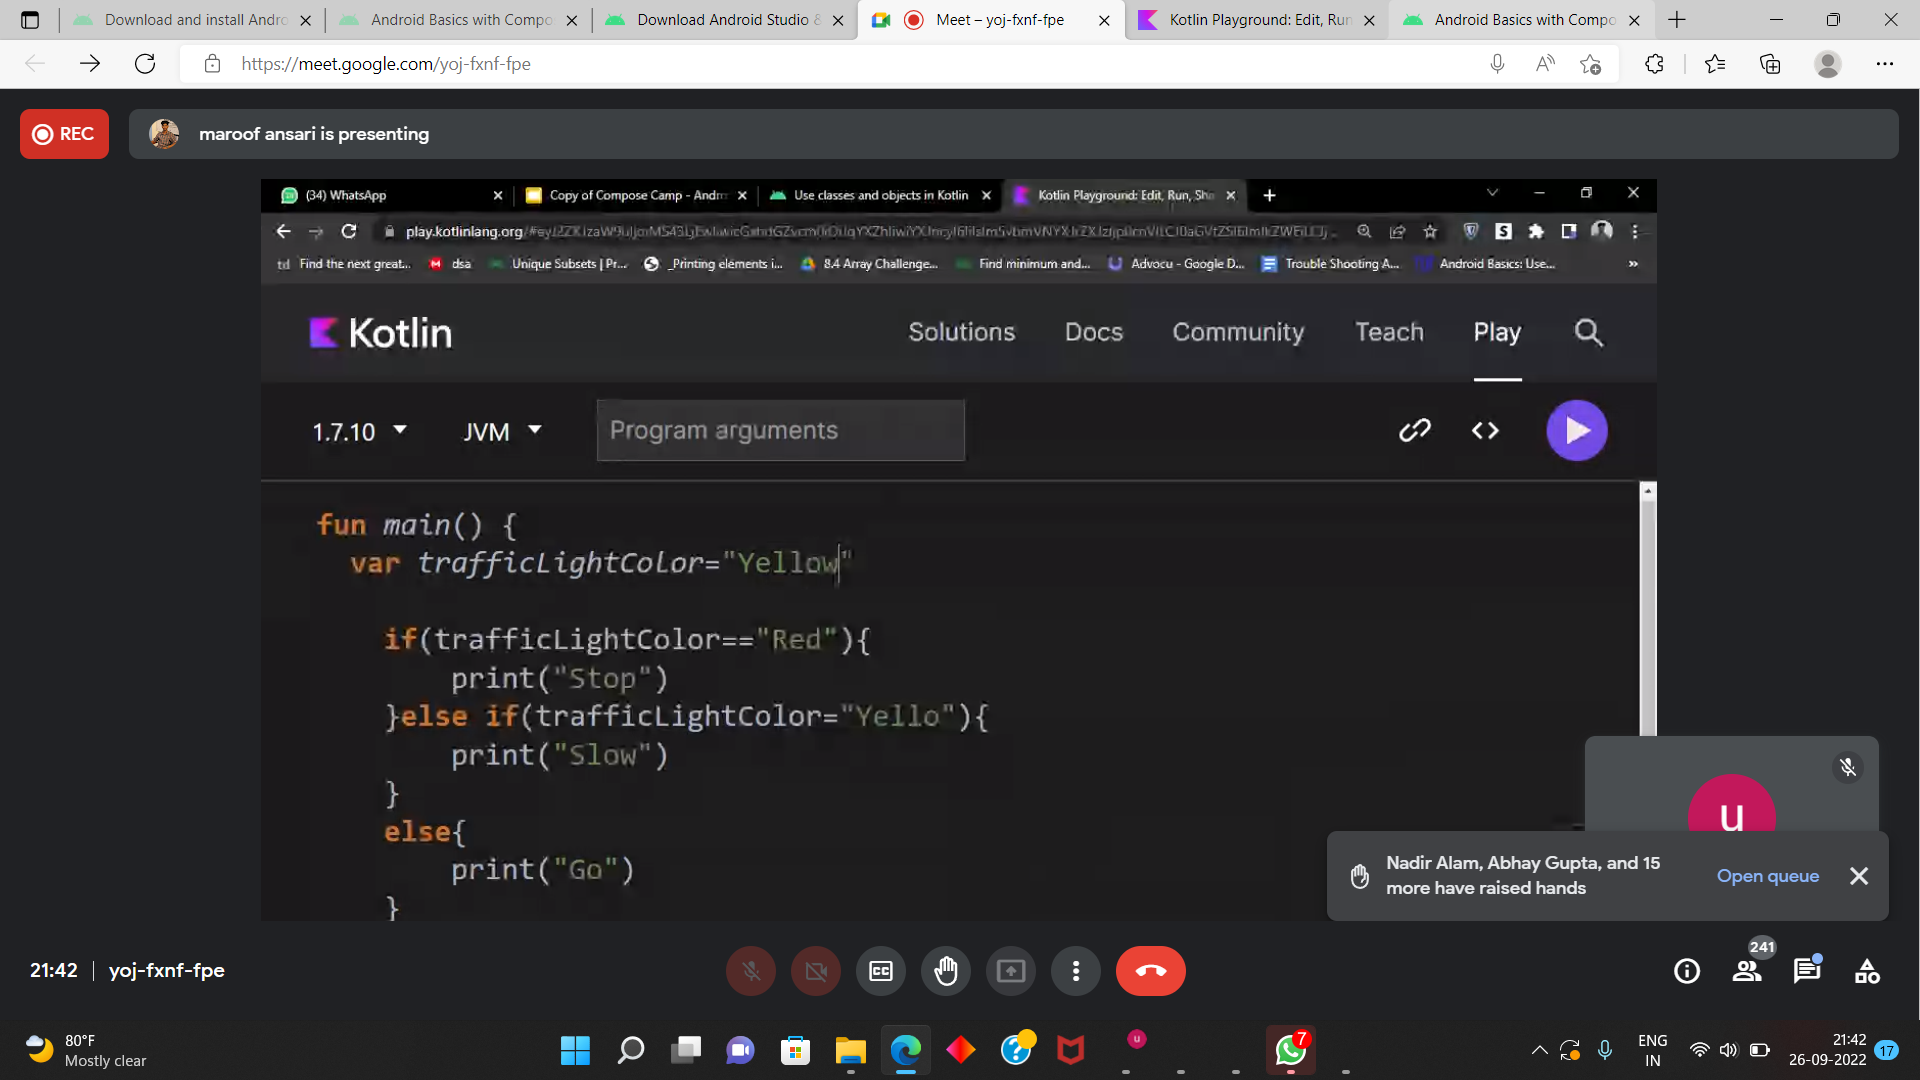 Download and install Andro
Android Basics with Compo
Download Android Studio &
Meet – yoj-fxnf-fpe
Kotlin Playground: Edit, Run
Android Basics with Compo
https://meet.google.com/yoj-fxnf-fpe
REC
maroof ansari is presenting
(34) WhatsApp
Copy of Compose Camp - Andr
Use classes and objects in Kotlin
Kotlin Playground: Edit, Run, Sha
play.kotlinlang.org
Find the next great...
dsa
Unique Subsets | Pr...
_Printing elements i...
8.4 Array Challenge...
Find minimum and...
Advocu - Google D...
Trouble Shooting A...
Android Basics: Use...
»
Kotlin
Solutions
Docs
Community
Teach
Play
1.7.10
JVM
Program arguments
fun main() {
var trafficLightColor="Yellow"
if(trafficLightColor=="Red"){
print("Stop")
}else if(trafficLightColor="Yello"){
print("Slow")
}
else{
print("Go")
}
u
Nadir Alam, Abhay Gupta, and 15
more have raised hands
Open queue
21:42
yoj-fxnf-fpe
CC
241
80°F
Mostly clear
u
7
ENG
IN
21:42
26-09-2022
17